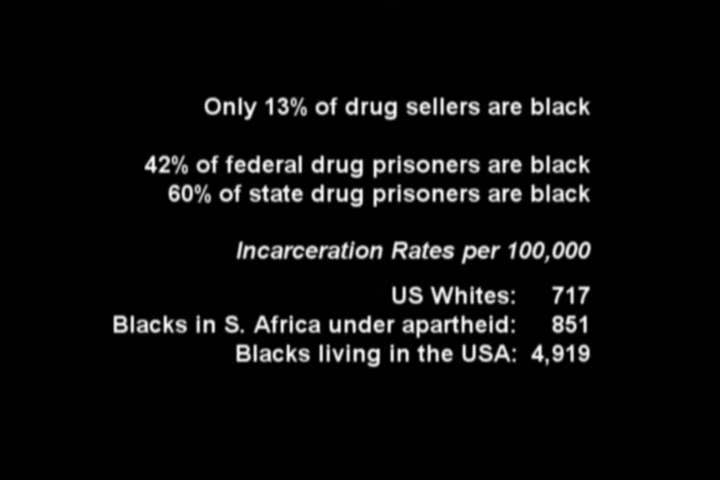 Only 13% of drug sellers are black
42% of federal drug prisoners are black
60% of state drug prisoners are black
Incarceration Rates per 100,000
US Whites: 717
Blacks in S. Africa under apartheid: 851
Blacks living in the USA: 4,919